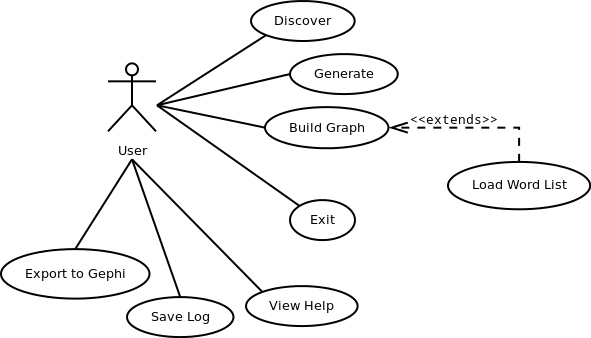 Discover
Generate
<<extends>>
Build Graph
User
Load Word List
Exit
Export to Gephi
View Help
Save Log